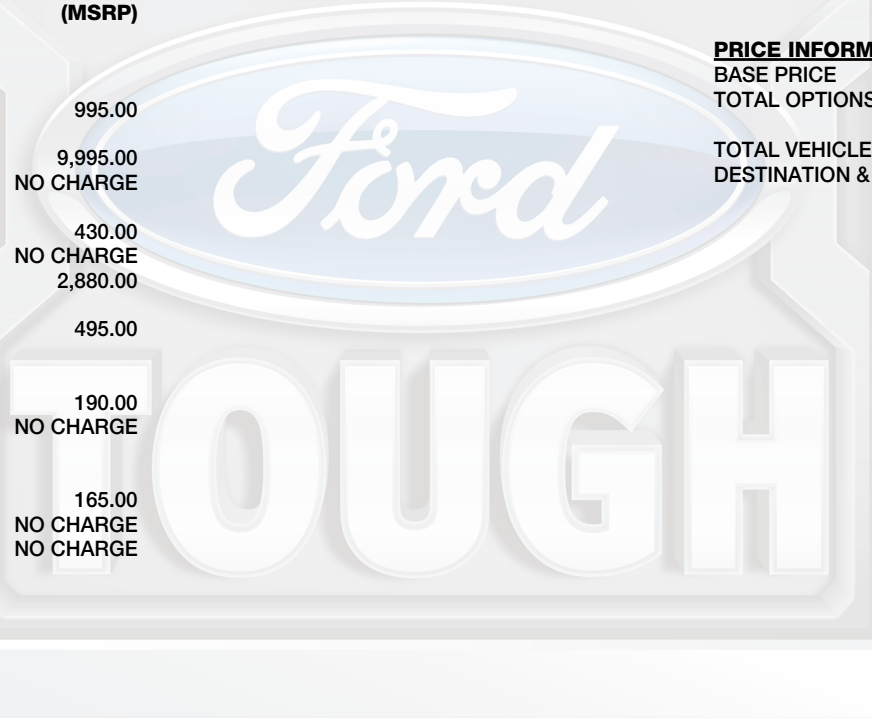 (MSRP)
995.00
9,995.00
NO CHARGE
430.00
NO CHARGE
2,880.00
495.00
190.00
NO CHARGE
165.00
NO CHARGE
NO CHARGE
PRICE INFORM
BASE PRICE
TOTAL OPTIONS
TOTAL VEHICLE
DESTINATION &
Ford
TOUGH